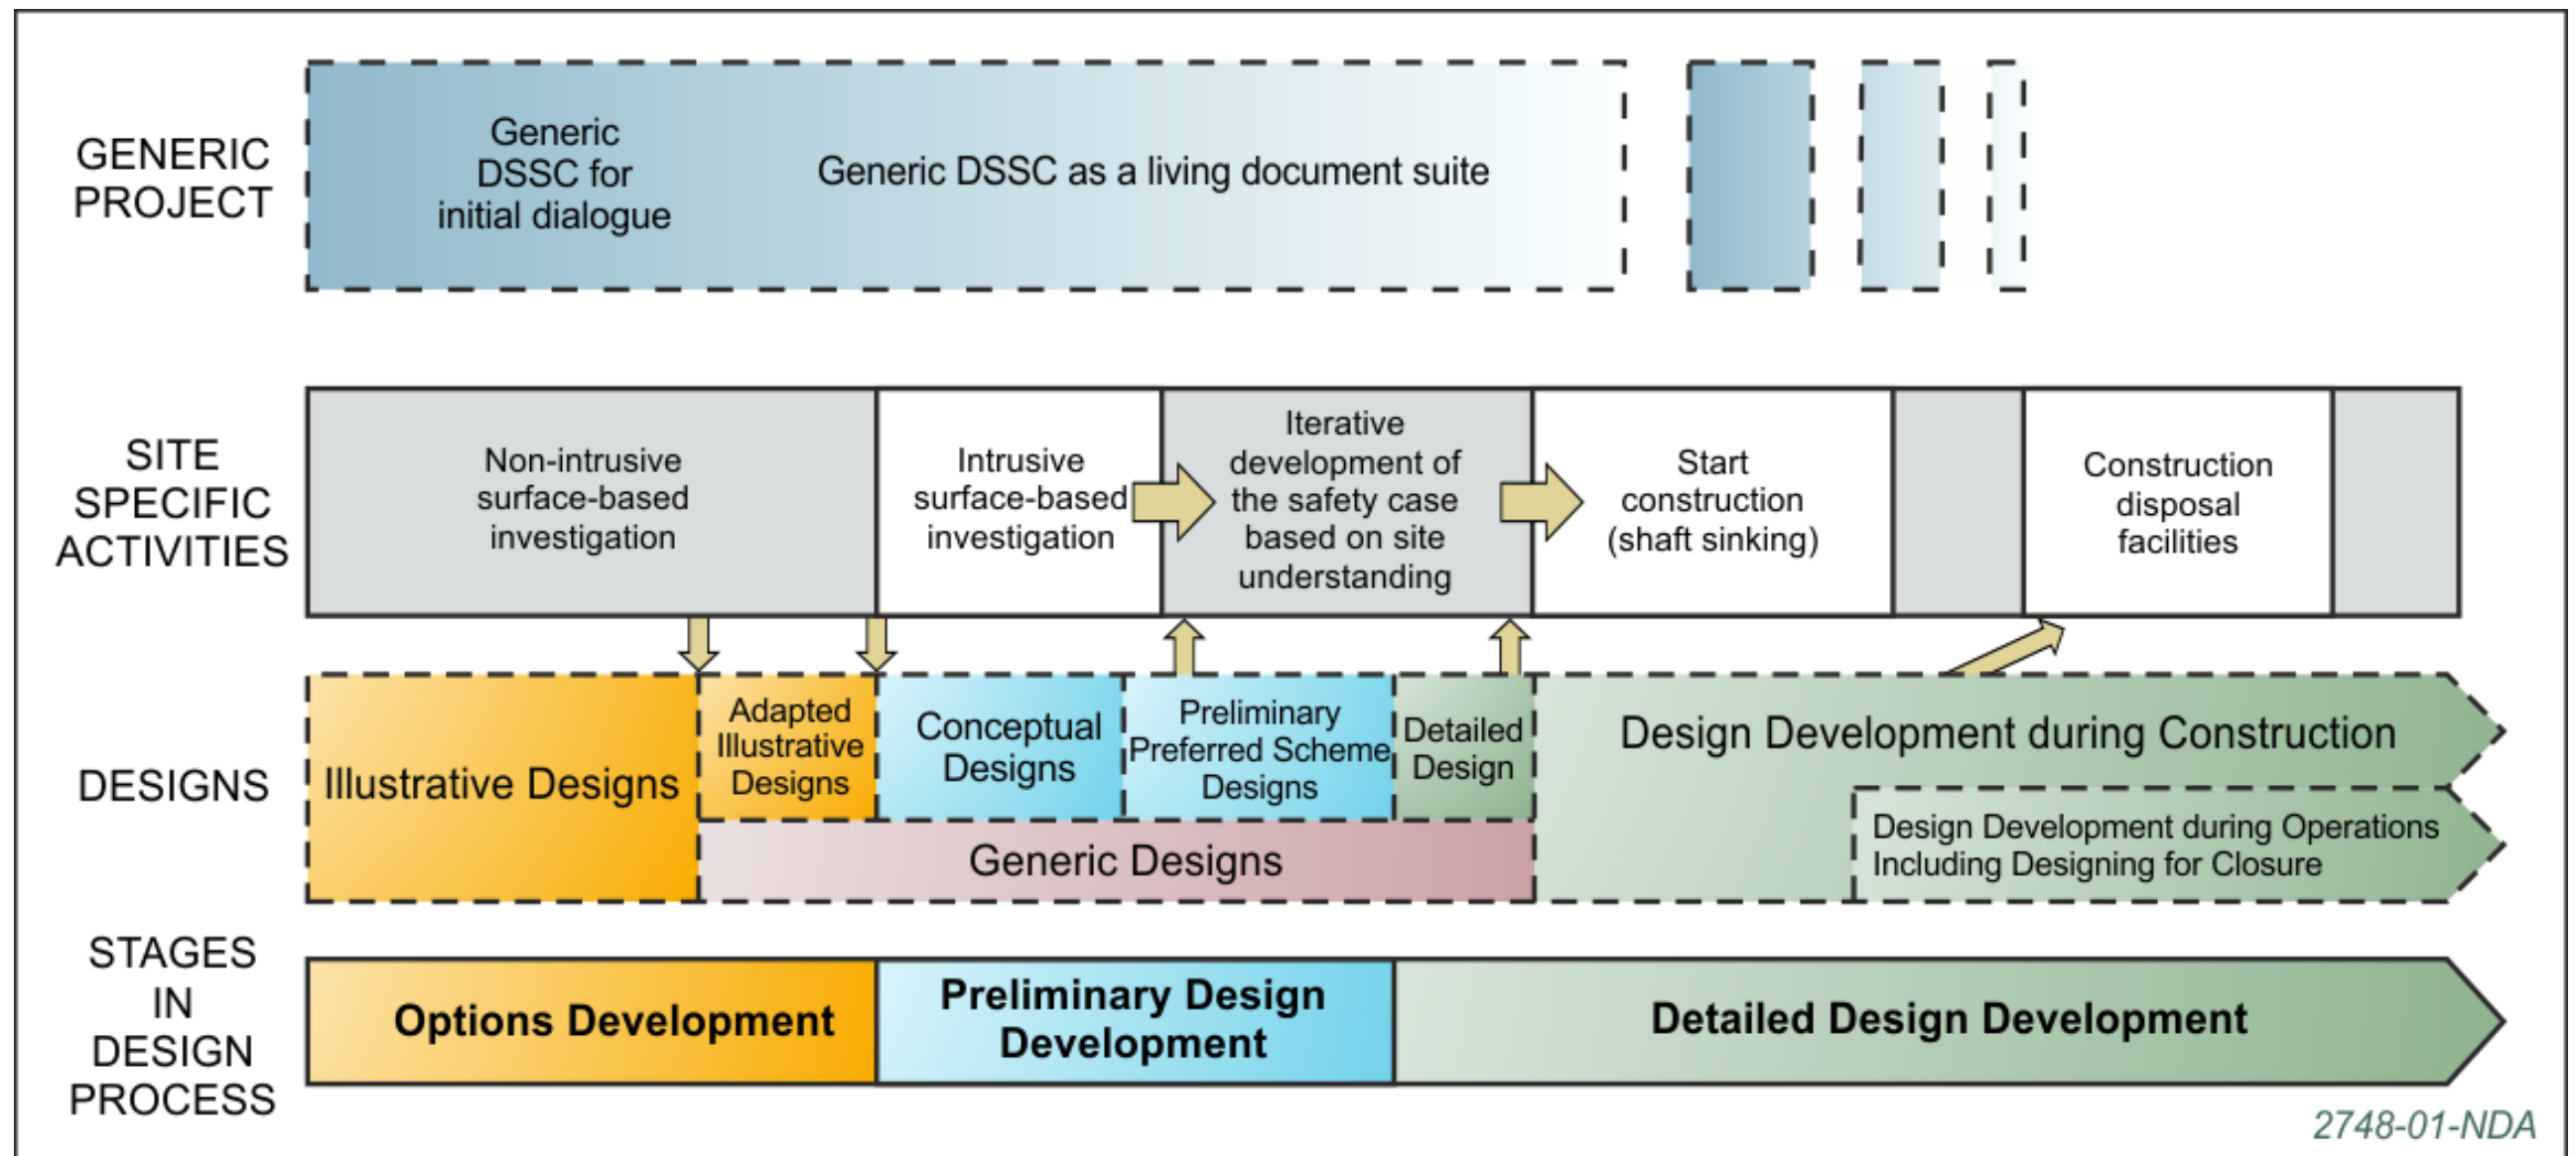 GENERIC
PROJECT
Generic
DSSC for
initial dialogue
Generic DSSC as a living document suite
SITE
SPECIFIC
ACTIVITIES
Non-intrusive
surface-based
investigation
Intrusive
surface-based
investigation
Iterative
development of
the safety case
based on site
understanding
Start
construction
(shaft sinking)
Construction
disposal
facilities
DESIGNS
Illustrative Designs
Adapted
Illustrative
Designs
Conceptual
Designs
Preliminary
Preferred Scheme
Designs
Detailed
Design
Generic Designs
Design Development during Construction
Design Development during Operations
Including Designing for Closure
STAGES
IN
DESIGN
PROCESS
Options Development
Preliminary Design
Development
Detailed Design Development
2748-01-NDA